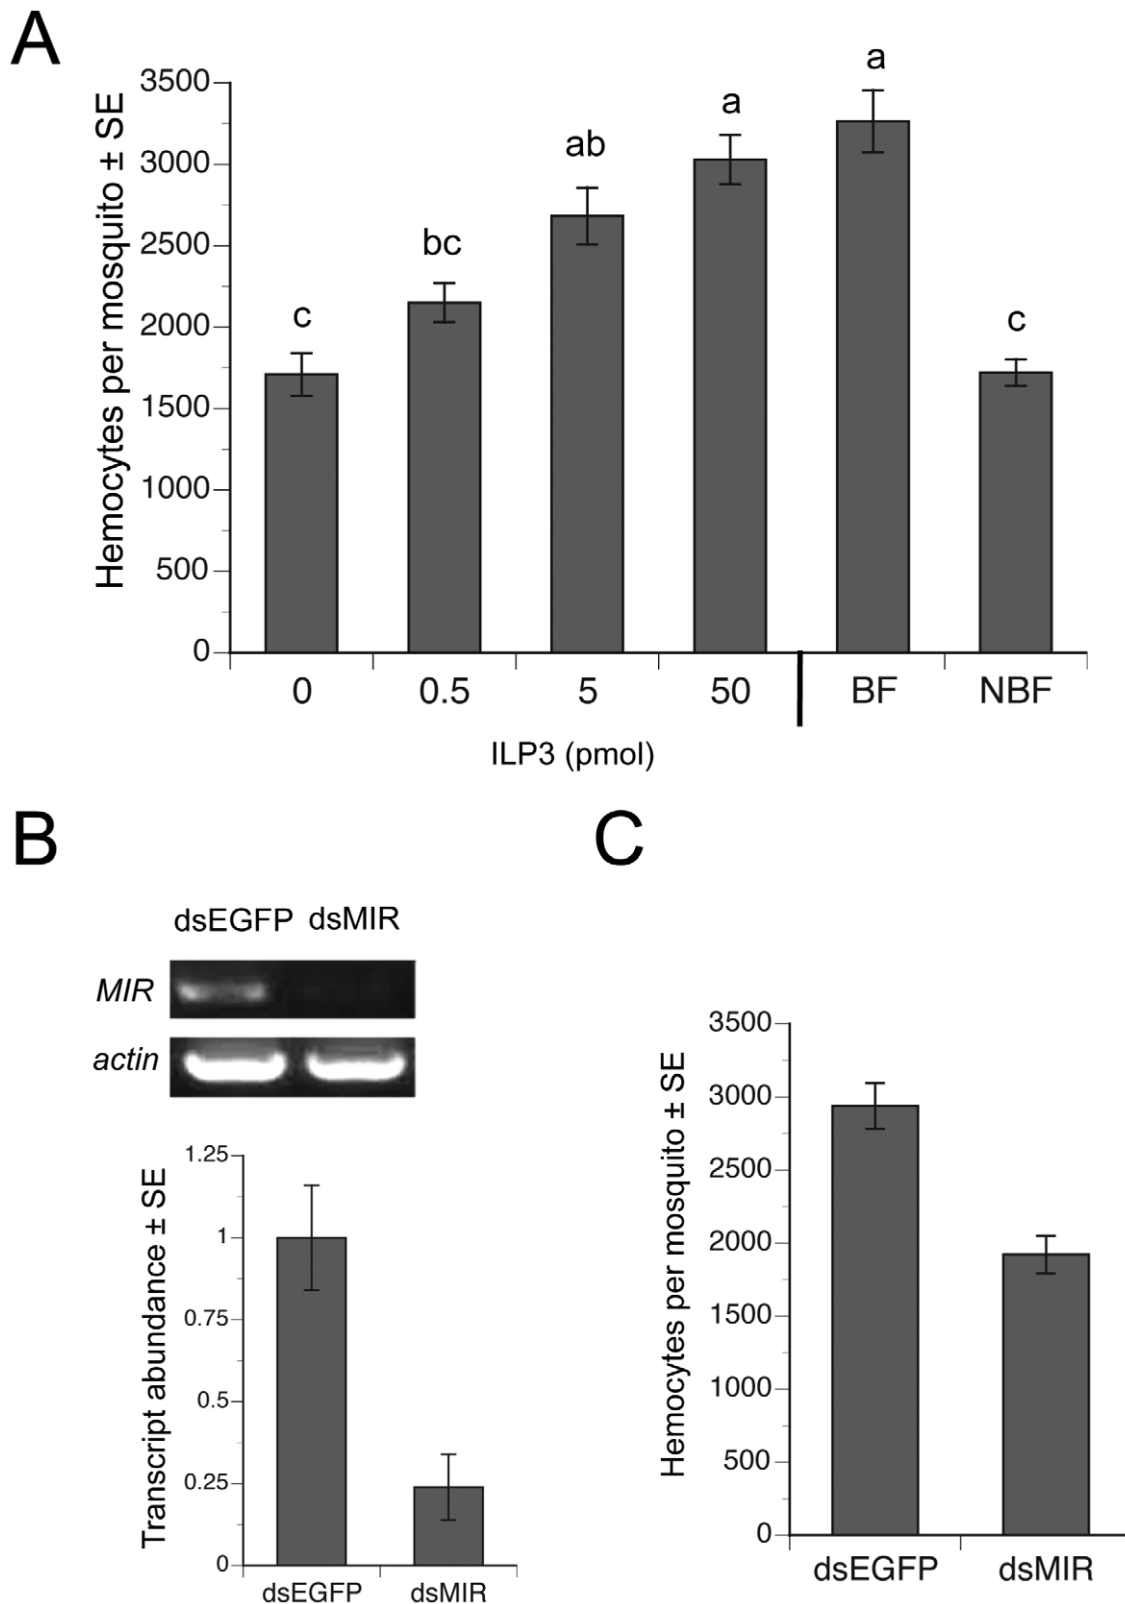 A
Hemocytes per mosquito ± SE
3500
3000
2500
2000
1500
1000
500
0
c
bc
ab
a
a
c
0 0.5 5 50 BF NBF
ILP3 (pmol)
B
dsEGFP dsMIR
MIR
actin
Transcript abundance ± SE
1.25
1
0.75
0.5
0.25
0
dsEGFP dsMIR
C
Hemocytes per mosquito ± SE
3500
3000
2500
2000
1500
1000
500
0
dsEGFP dsMIR